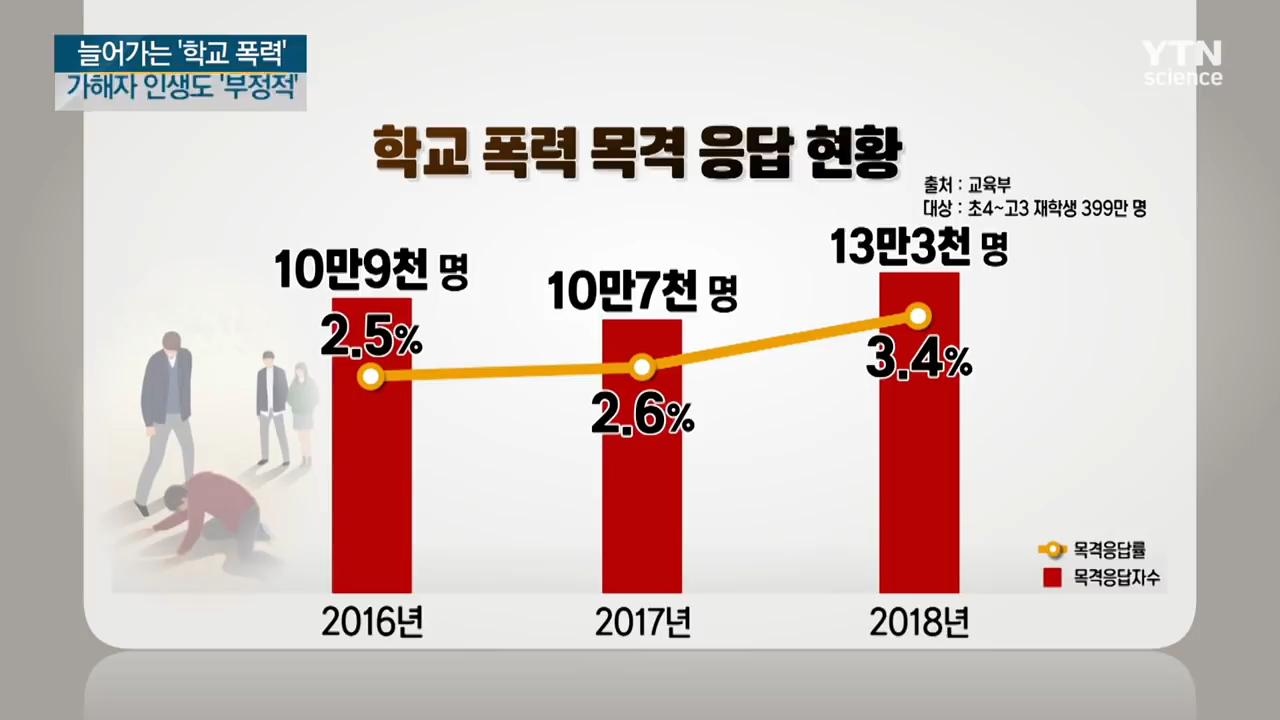 늘어가는 '학교 폭력'
가해자 인생도 '부정적'
YTN
science
학교 폭력 목격 응답 현황
출처 : 교육부
대상 : 초4~고3 재학생 399만 명
10만9천 명
10만7천 명
13만3천 명
2.5%
2.6%
3.4%
목격응답률
목격응답자수
2016년
2017년
2018년